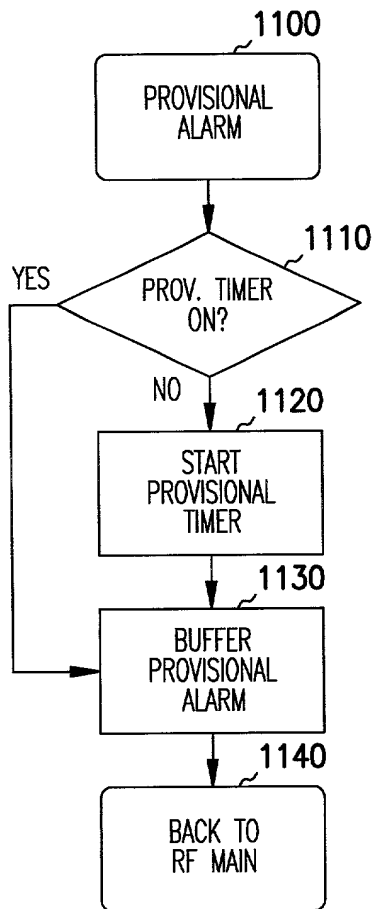 1100
PROVISIONAL
ALARM
1110
YES
PROV. TIMER
ON?
NO
1120
START
PROVISIONAL
TIMER
1130
BUFFER
PROVISIONAL
ALARM
1140
BACK TO
RF MAIN